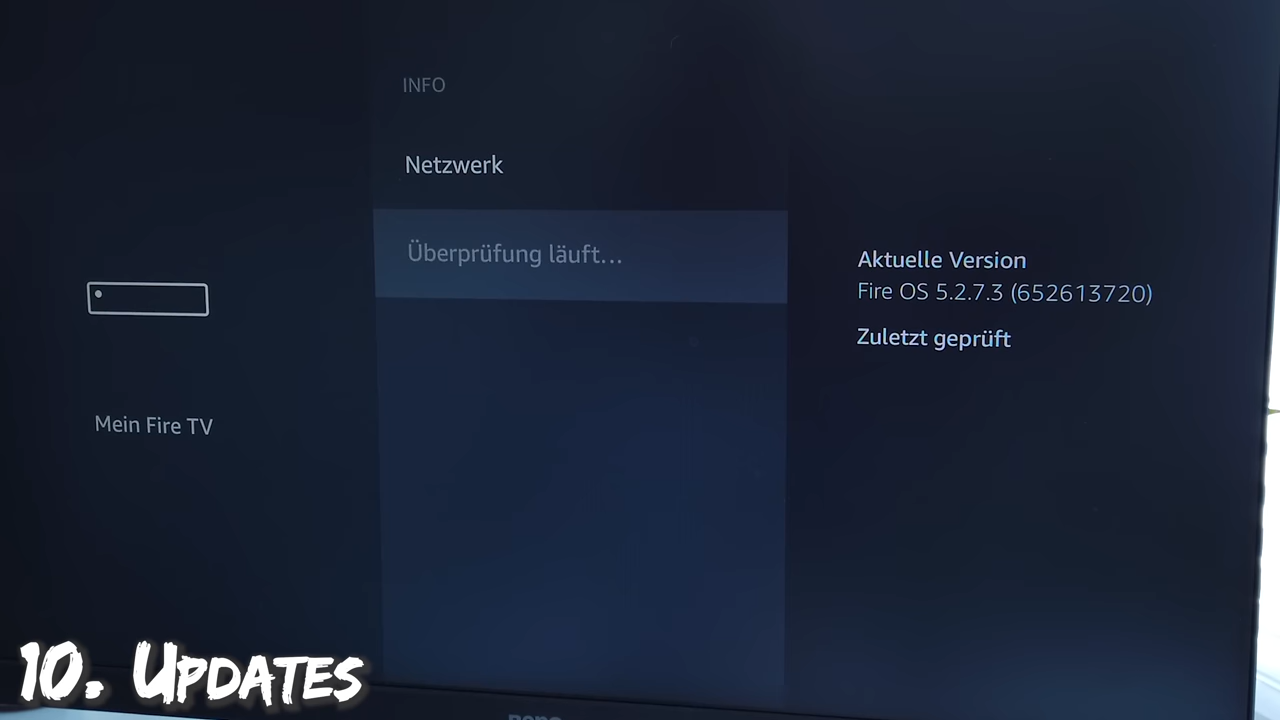 INFO
Netzwerk
Überprüfung läuft...
Aktuelle Version
Fire OS 5.2.7.3 (652613720)
Zuletzt geprüft
Mein Fire TV
10. UPDATES